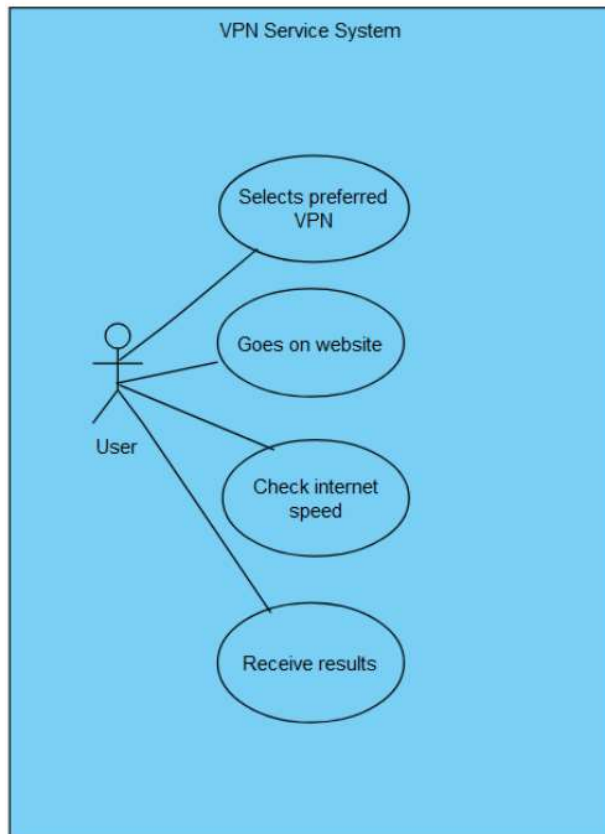 VPN Service System
Selects preferred
VPN
Goes on website
User
Check internet
speed
Receive results